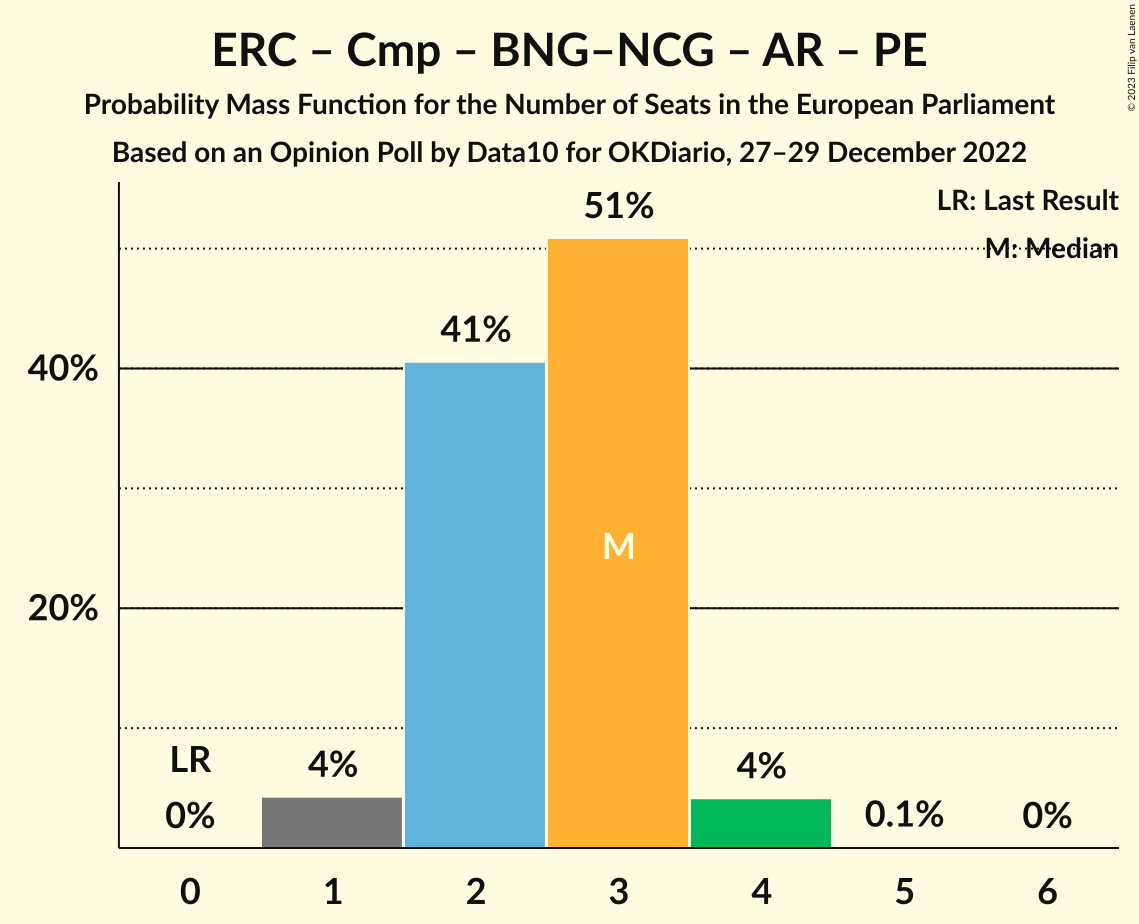 ERC – Cmp – BNG–NCG – AR – PE
Probability Mass Function for the Number of Seats in the European Parliament
Based on an Opinion Poll by Data10 for OKDiario, 27–29 December 2022
© 2023 Filip van Laenen
LR: Last Result
M: Median
51%
41%
40%
M
20%
LR
0%
4%
4%
0.1%
0%
0 1 2 3 4 5 6